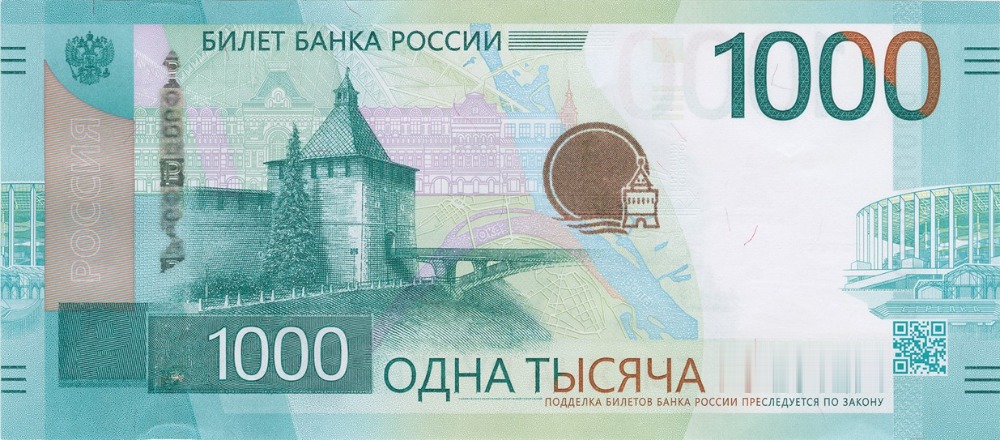 БИЛЕТ БАНКА РОССИИ
1000
РОССИЯ
1000
ОДНА ТЫСЯЧА
ПОДДЕЛКА БИЛЕТОВ БАНКА РОССИИ ПРЕСЛЕДУЕТСЯ ПО ЗАКОНУ